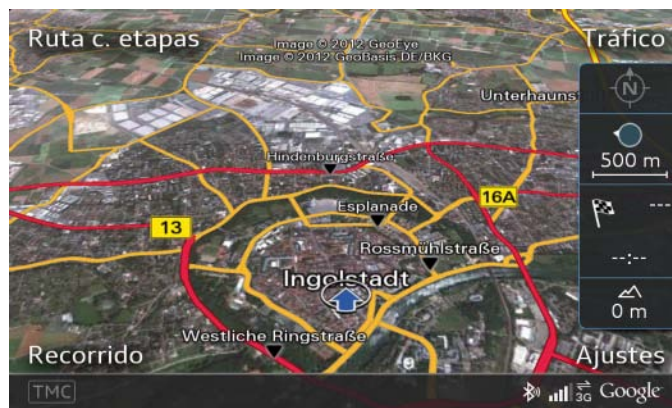 Ruta c. etapas
Tráfico
Image © 2012 GeoEye
Image © 2012 GeoBasis DE/BKG
N
Unterhaunst
500 m
Hindenburgstraße
16A
Esplanade
---
13
Rossmühlstraße
--:--
Ingolstadt
0 m
Westliche Ringstraße
Recorrido
Ajustes
TMC
3G Google